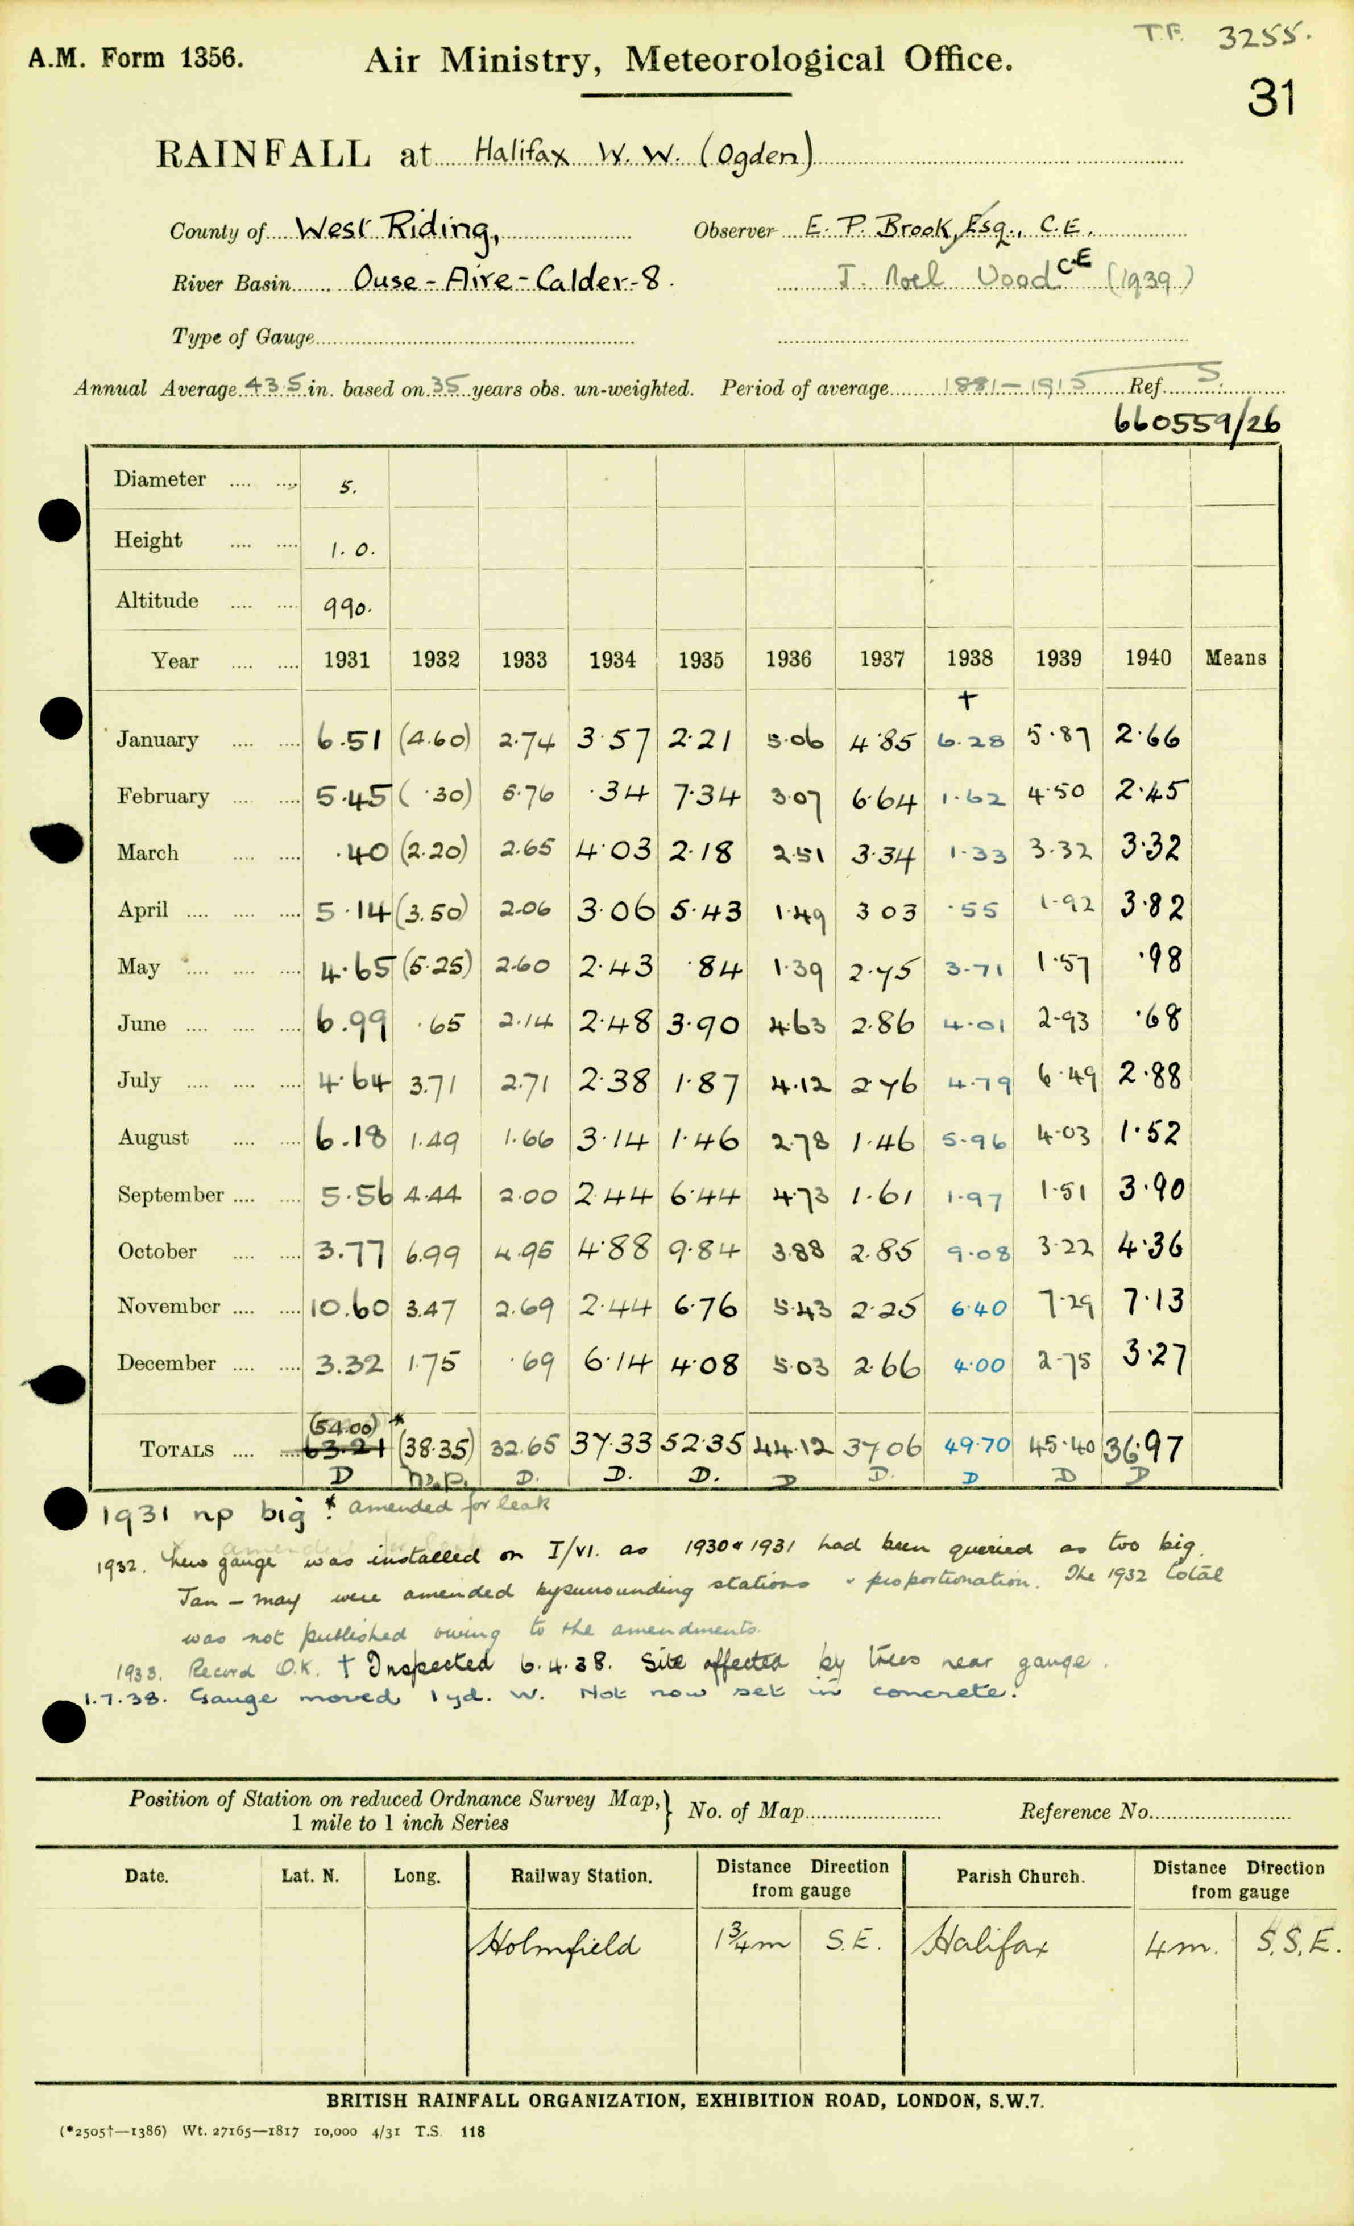 T.F. 3255.
A.M. Form 1356. Air Ministry, Meteorological Office.
31
RAINFALL at Halifax W. W. (Ogden)
County of West Riding, Observer E. P. Brook, Esq., C.E.
River Basin Ouse - Aire - Calder - 8. J. Noel Wood C.E (1939)
Type of Gauge
Annual Average 43.5 in. based on 35 years obs. un-weighted. Period of average 1881-1915 Ref. 5.
660559/26
Diameter .... .... 5.
Height .... .... 1. 0.
Altitude .... .... 990.
Year .... .... 1931 1932 1933 1934 1935 1936 1937 1938 1939 1940 Means
†
January .... .... 6.51 (4.60) 2.74 3.57 2.21 5.06 4.85 6.28 5.87 2.66
February .... .... 5.45 (.30) 5.76 .34 7.34 3.07 6.64 1.62 4.50 2.45
March .... .... .40 (2.20) 2.65 4.03 2.18 2.51 3.34 1.33 3.32 3.32
April .... .... .... 5.14 (3.50) 2.06 3.06 5.43 1.49 3.03 .55 1.92 3.82
May .... .... .... 4.65 (5.25) 2.60 2.43 .84 1.39 2.75 3.71 1.57 .98
June .... .... .... 6.99 .65 2.14 2.48 3.90 4.63 2.86 4.01 2.93 .68
July .... .... .... 4.64 3.71 2.71 2.38 1.87 4.12 2.76 4.79 6.49 2.88
August .... .... 6.18 1.49 1.66 3.14 1.46 2.78 1.46 5.96 4.03 1.52
September .... .... 5.56 4.44 2.00 2.44 6.44 4.73 1.61 1.97 1.51 3.90
October .... .... 3.77 6.99 4.95 4.88 9.84 3.88 2.85 9.08 3.22 4.36
November .... .... 10.60 3.47 2.69 2.44 6.76 5.43 2.25 6.40 7.29 7.13
December .... .... 3.32 1.75 .69 6.14 4.08 5.03 2.66 4.00 2.75 3.27
(54.00) *
TOTALS .... .... 63.21 (38.35) 32.65 37.33 52.35 44.12 37.06 49.70 45.40 36.97
D n.p. D. D. D. D D. D D D
1931 np big * amended for leak
1932. New gauge was installed on I/VI. as 1930 & 1931 had been queried as too big.
Jan - May were amended by surrounding stations & proportionation. The 1932 total
was not published owing to the amendments.
1933. Record O.K. † Inspected 6.4.38. Site affected by trees near gauge.
1.7.38. Gauge moved 1 yd. W. Not now set in concrete.
Position of Station on reduced Ordnance Survey Map, 1 mile to 1 inch Series } No. of Map Reference No.
Date. Lat. N. Long. Railway Station. Distance Direction from gauge Parish Church. Distance Direction from gauge
Holmfield 1¾m S.E. Halifax 4m. S.S.E.
BRITISH RAINFALL ORGANIZATION, EXHIBITION ROAD, LONDON, S.W.7.
(*2505†—1386) Wt. 27165—1817 10,000 4/31 T.S. 118